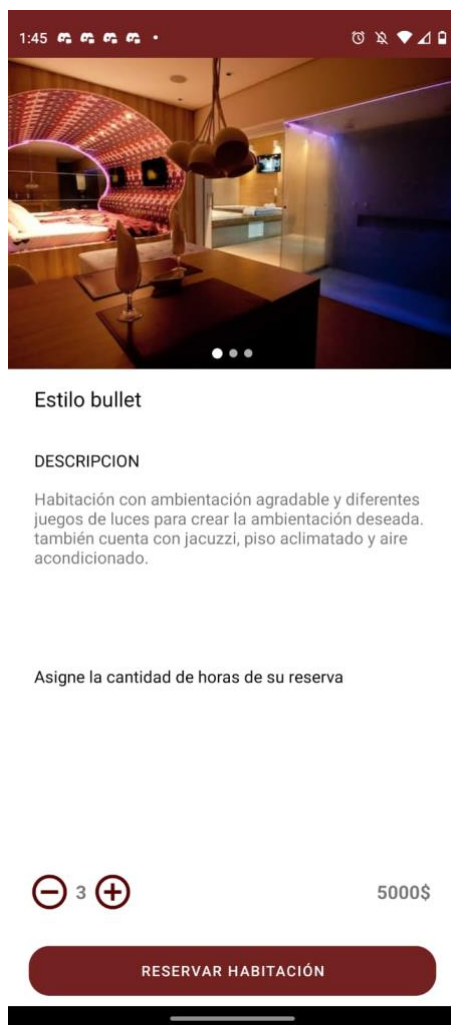 1:45
Estilo bullet
DESCRIPCION
Habitación con ambientación agradable y diferentes
juegos de luces para crear la ambientación deseada.
también cuenta con jacuzzi, piso aclimatado y aire
acondicionado.
Asigne la cantidad de horas de su reserva
3 5000$
RESERVAR HABITACIÓN